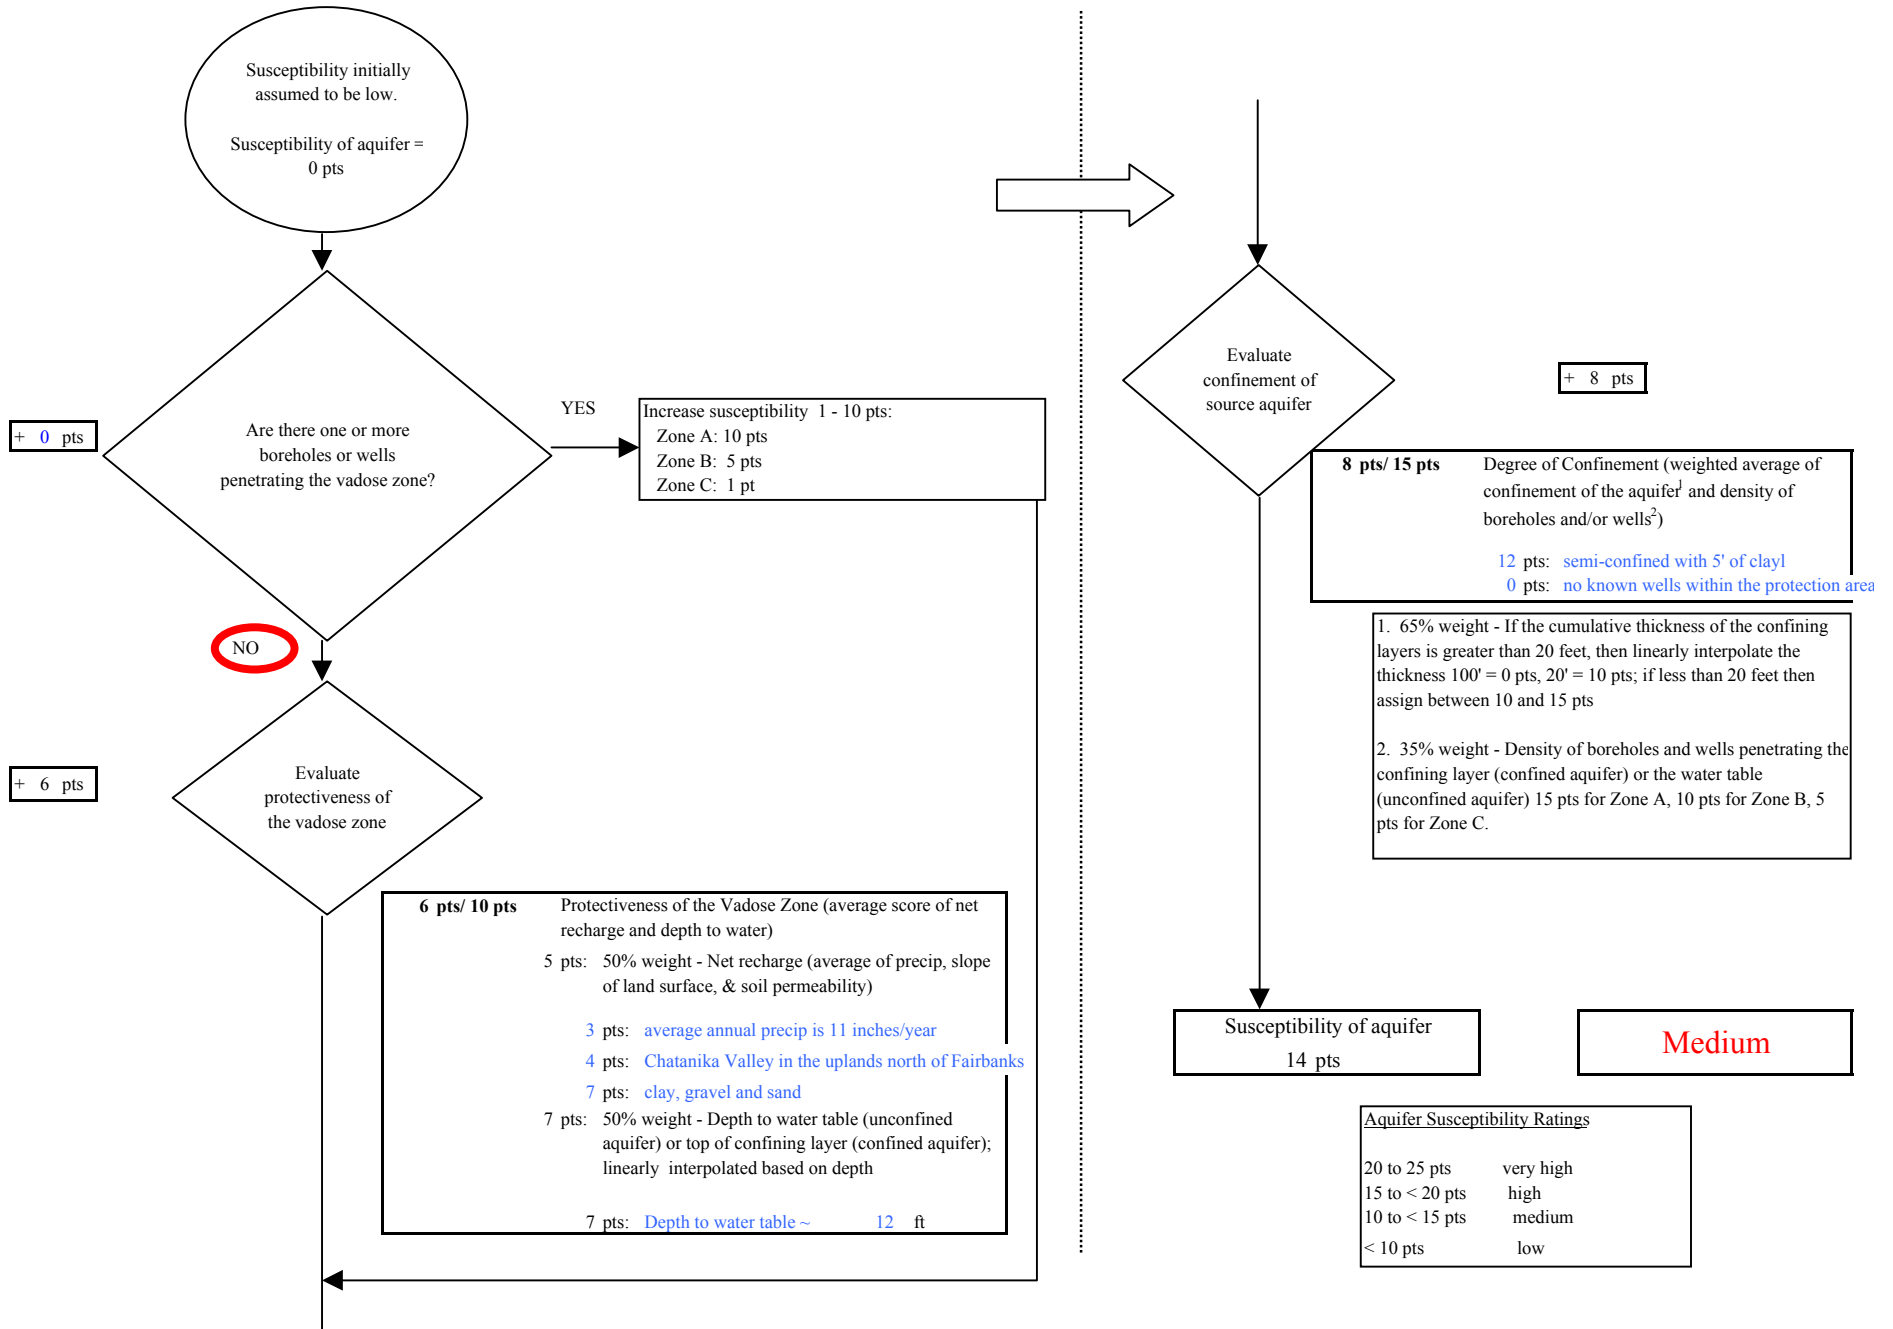 Susceptibility initially
assumed to be low.
Susceptibility of aquifer =
0 pts
+ 0 pts
Are there one or more
boreholes or wells
penetrating the vadose zone?
YES
Increase susceptibility 1 - 10 pts:
Zone A: 10 pts
Zone B: 5 pts
Zone C: 1 pt
NO
+ 6 pts
Evaluate
protectiveness of
the vadose zone
6 pts/ 10 pts Protectiveness of the Vadose Zone (average score of net
recharge and depth to water)
5 pts: 50% weight - Net recharge (average of precip, slope
of land surface, & soil permeability)
3 pts: average annual precip is 11 inches/year
4 pts: Chatanika Valley in the uplands north of Fairbanks
7 pts: clay, gravel and sand
7 pts: 50% weight - Depth to water table (unconfined
aquifer) or top of confining layer (confined aquifer);
linearly interpolated based on depth
7 pts: Depth to water table ~ 12 ft
Evaluate
confinement of
source aquifer
+ 8 pts
8 pts/ 15 pts Degree of Confinement (weighted average of
confinement of the aquifer1 and density of
boreholes and/or wells2)
12 pts: semi-confined with 5' of clayl
0 pts: no known wells within the protection area
1. 65% weight - If the cumulative thickness of the confining
layers is greater than 20 feet, then linearly interpolate the
thickness 100' = 0 pts, 20' = 10 pts; if less than 20 feet then
assign between 10 and 15 pts
2. 35% weight - Density of boreholes and wells penetrating the
confining layer (confined aquifer) or the water table
(unconfined aquifer) 15 pts for Zone A, 10 pts for Zone B, 5
pts for Zone C.
Susceptibility of aquifer
14 pts
Medium
Aquifer Susceptibility Ratings
20 to 25 pts very high
15 to < 20 pts high
10 to < 15 pts medium
< 10 pts low